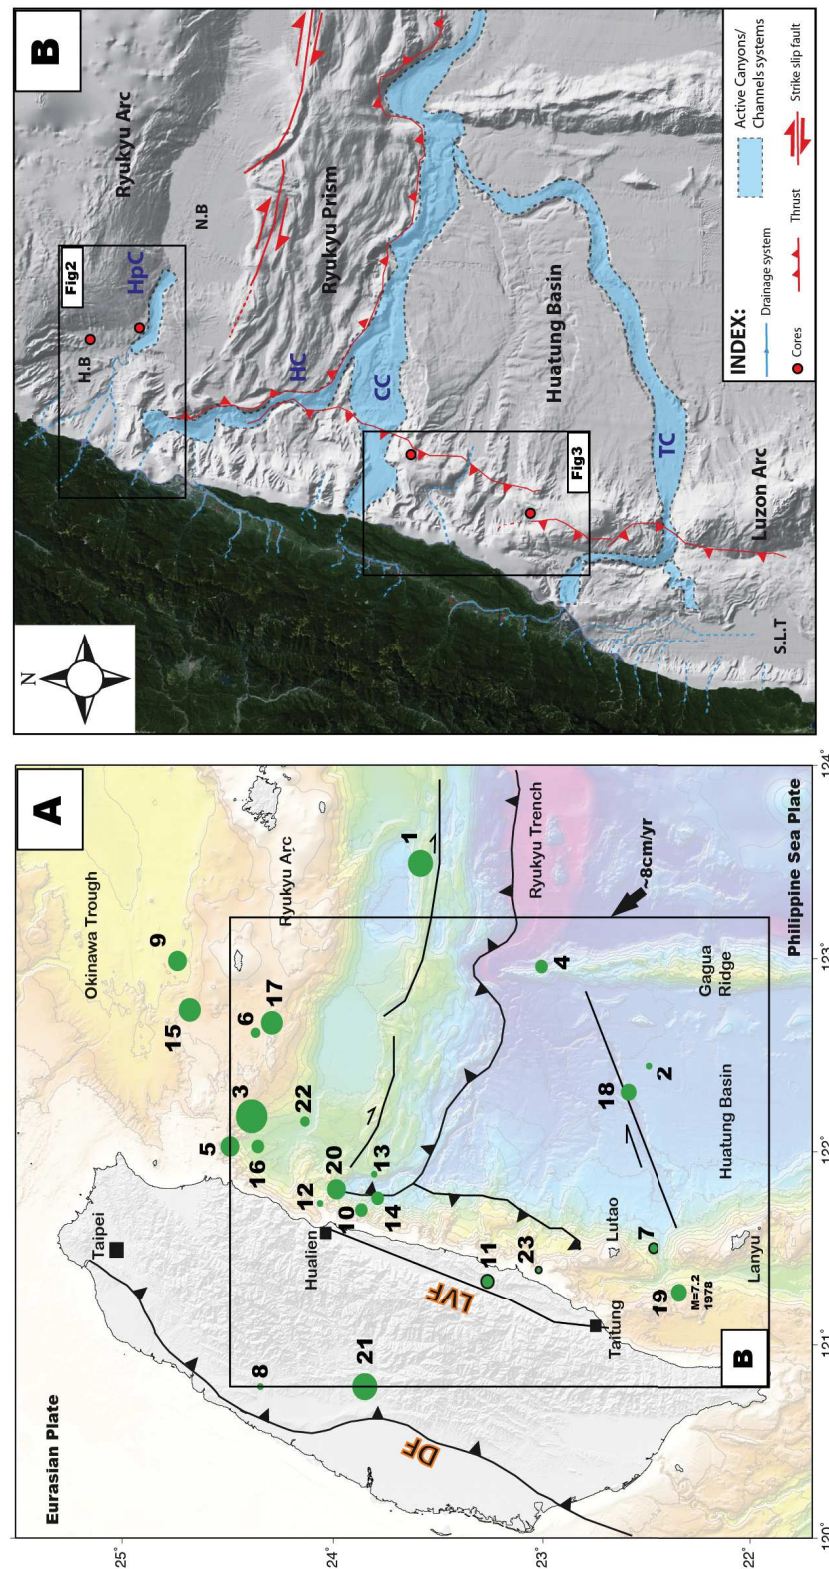 A
Eurasian Plate
Okinawa Trough
Taipei
9
15
Ryukyu Arc
6
17
3
5
16
22
8
12
20
13
10
14
1
Hualien
21
DF
LVF
11
23
Ryukyu Trench
4
~8cm/yr
18
2
Gagua
Ridge
Huatung Basin
Lutao
7
Taitung
19
M=7.2
1978
Lanyu
B
Philippine Sea Plate
25°
24°
23°
22°
120°
121°
122°
123°
124°
B
N
Ryukyu Arc
Fig2
HpC
H.B
N.B
Ryukyu Prism
HC
CC
Huatung Basin
Fig3
TC
Luzon Arc
S.L.T
INDEX:
Active Canyons/
Channels systems
Drainage system
Cores
Thrust
Strike slip fault